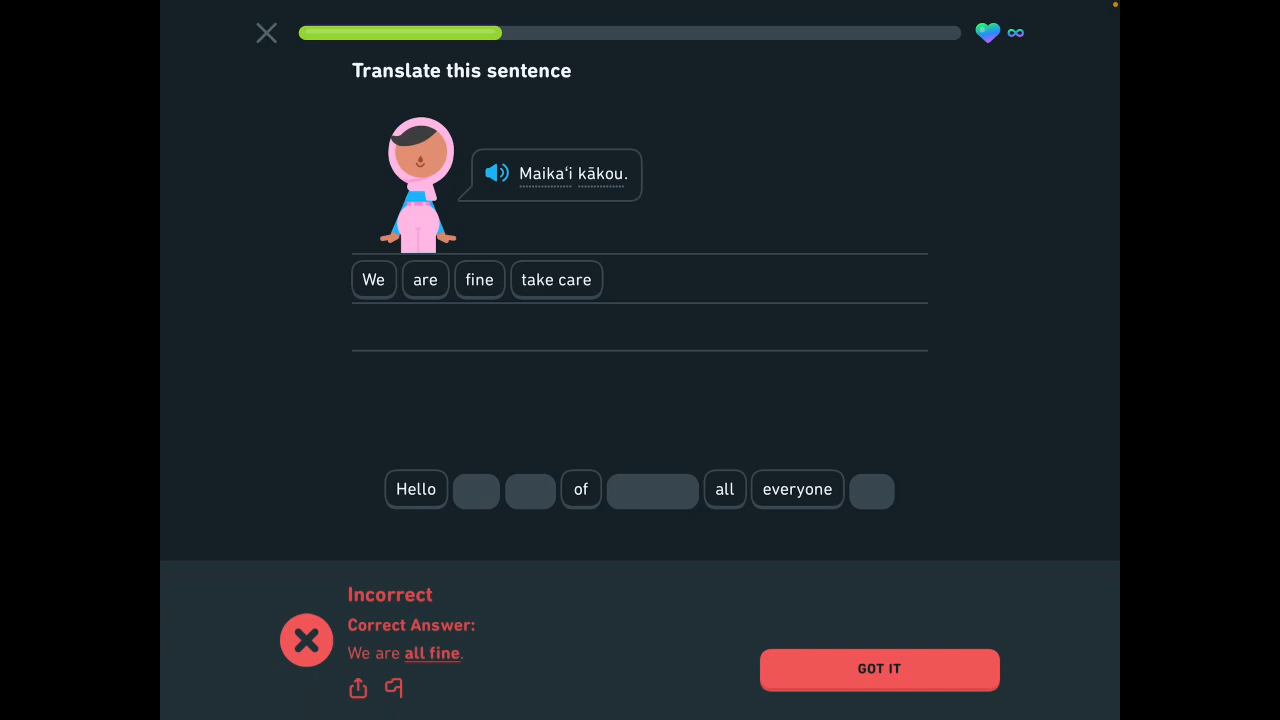 Translate this sentence
Maikaʻi kākou.
We are fine take care
Hello of all everyone
Incorrect
Correct Answer:
We are all fine.
GOT IT